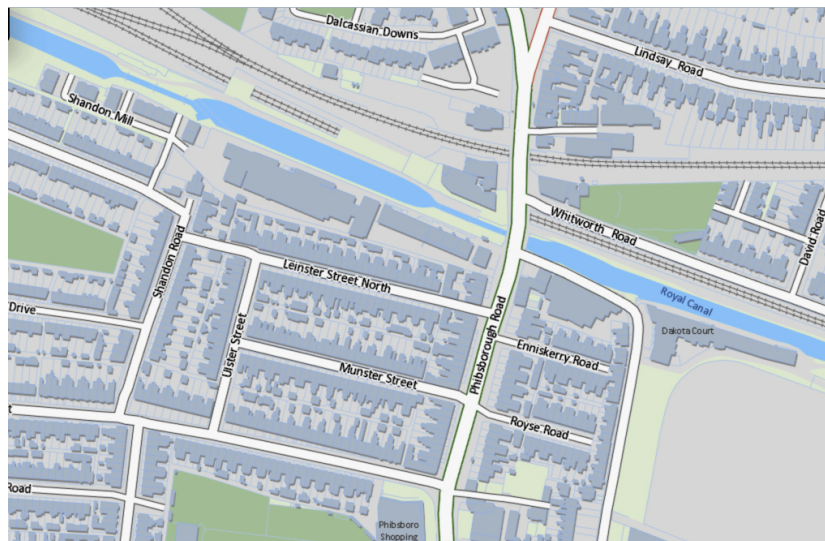 Dalcassian Downs
Lindsay Road
Shandon Mill
Whitworth Road
David Road
Shandon Road
Leinster Street North
Royal Canal
Drive
Phibsborough Road
Dakota Court
Ulster Street
Enniskerry Road
Munster Street
t
Royse Road
Road
Phibsboro
Shopping